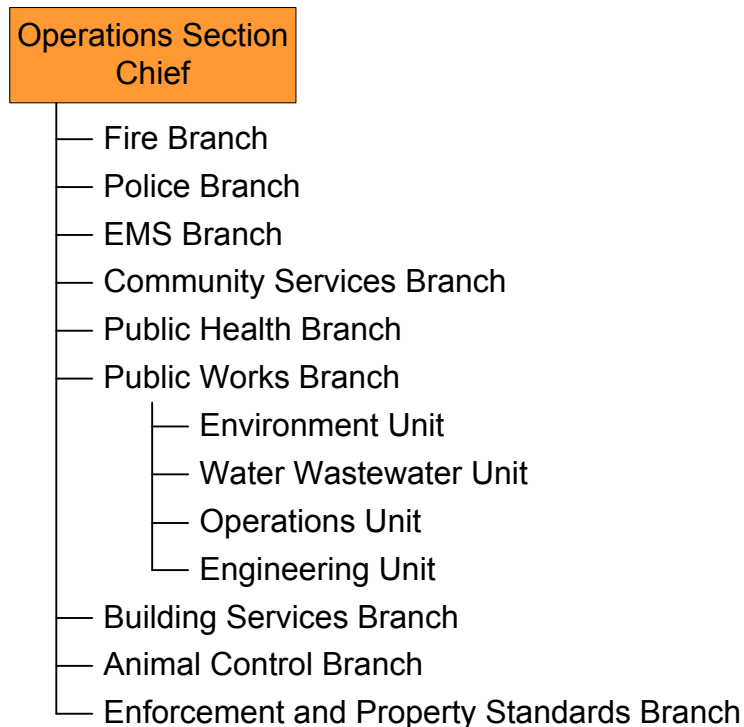 Operations Section
Chief
Fire Branch
Police Branch
EMS Branch
Community Services Branch
Public Health Branch
Public Works Branch
Environment Unit
Water Wastewater Unit
Operations Unit
Engineering Unit
Building Services Branch
Animal Control Branch
Enforcement and Property Standards Branch